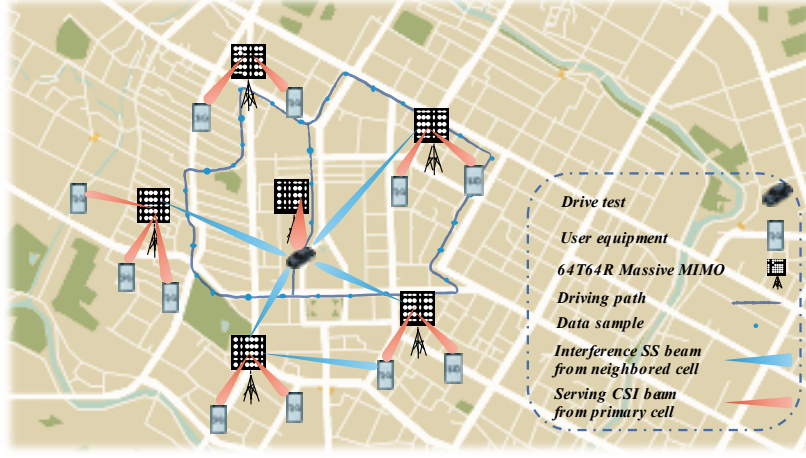 Drive test
User equipment
64T64R Massive MIMO
Driving path
Data sample
Interference SS beam
from neighbored cell
Serving CSI beam
from primary cell